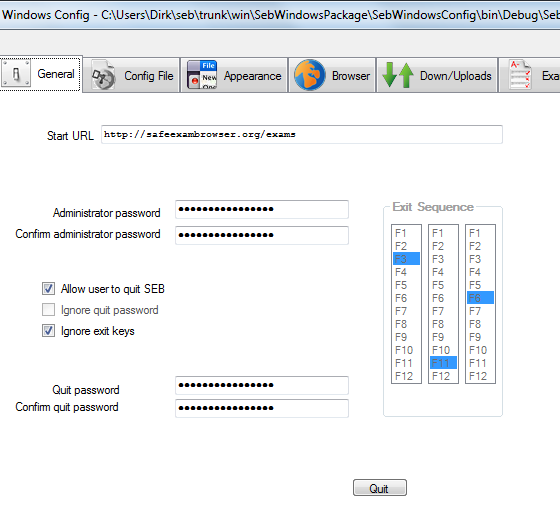 Windows Config - C:\Users\Dirk\seb\trunk\win\SebWindowsPackage\SebWindowsConfig\bin\Debug\Seb
General Config File File New Appearance Browser Down/Uploads Exa
Start URL http://safeexambrowser.org/exams
Exit Sequence
Administrator password ••••••••••••••••
Confirm administrator password ••••••••••••••••
F1 F1 F1
F2 F2 F2
F3 F3 F3
F4 F4 F4
F5 F5 F5
F6 F6 F6
F7 F7 F7
F8 F8 F8
F9 F9 F9
F10 F10 F10
F11 F11 F11
F12 F12 F12
Allow user to quit SEB
Ignore quit password
Ignore exit keys
Quit password ••••••••••••••••
Confirm quit password ••••••••••••••••
Quit